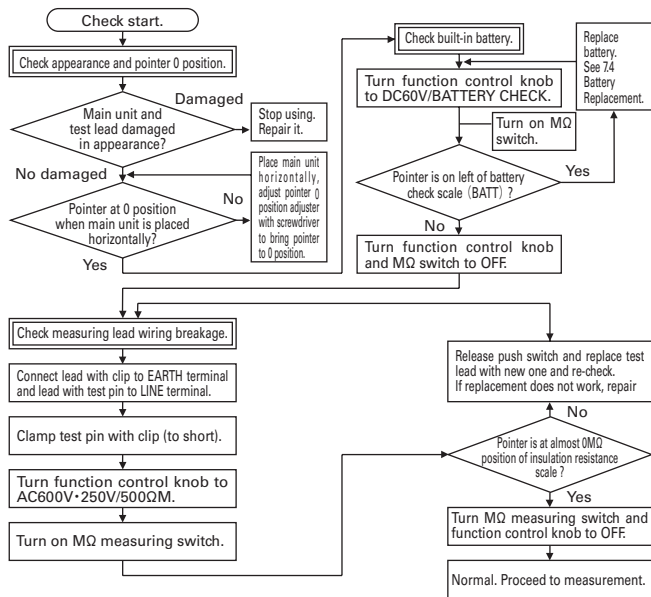 Check start.
Check appearance and pointer 0 position.
Damaged
Main unit and
test lead damaged
in appearance?
Stop using.
Repair it.
No damaged
Place main unit
horizontally,
adjust pointer 0
position adjuster
with screwdriver
to bring pointer
to 0 position.
No
Pointer at 0 position
when main unit is placed
horizontally?
Yes
Check built-in battery.
Replace
battery.
See 7.4
Battery
Replacement.
Turn function control knob
to DC60V/BATTERY CHECK.
Turn on MΩ
switch.
Yes
Pointer is on left of battery
check scale (BATT) ?
No
Turn function control knob
and MΩ switch to OFF.
Check measuring lead wiring breakage.
Connect lead with clip to EARTH terminal
and lead with test pin to LINE terminal.
Clamp test pin with clip (to short).
Turn function control knob to
AC600V・250V/500ΩM.
Turn on MΩ measuring switch.
Release push switch and replace test
lead with new one and re-check.
If replacement does not work, repair
No
Pointer is at almost 0MΩ
position of insulation resistance
scale ?
Yes
Turn MΩ measuring switch and
function control knob to OFF.
Normal. Proceed to measurement.